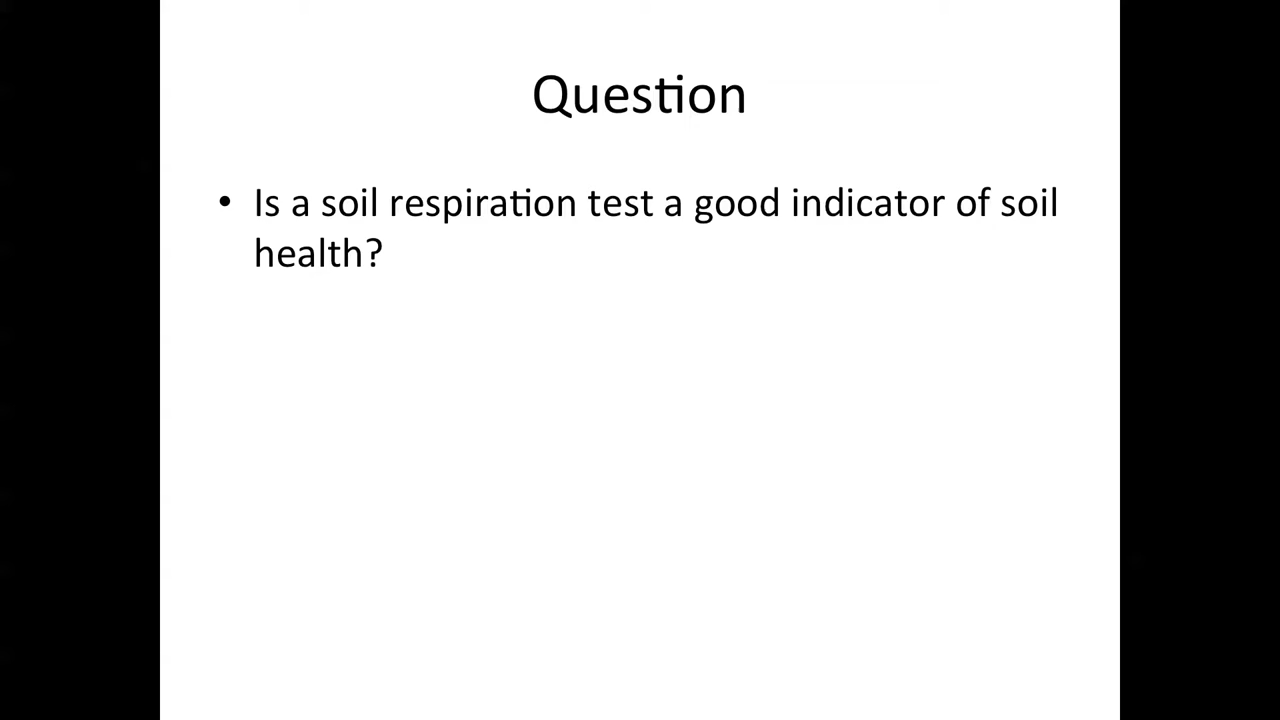 Question
• Is a soil respiration test a good indicator of soil
health?